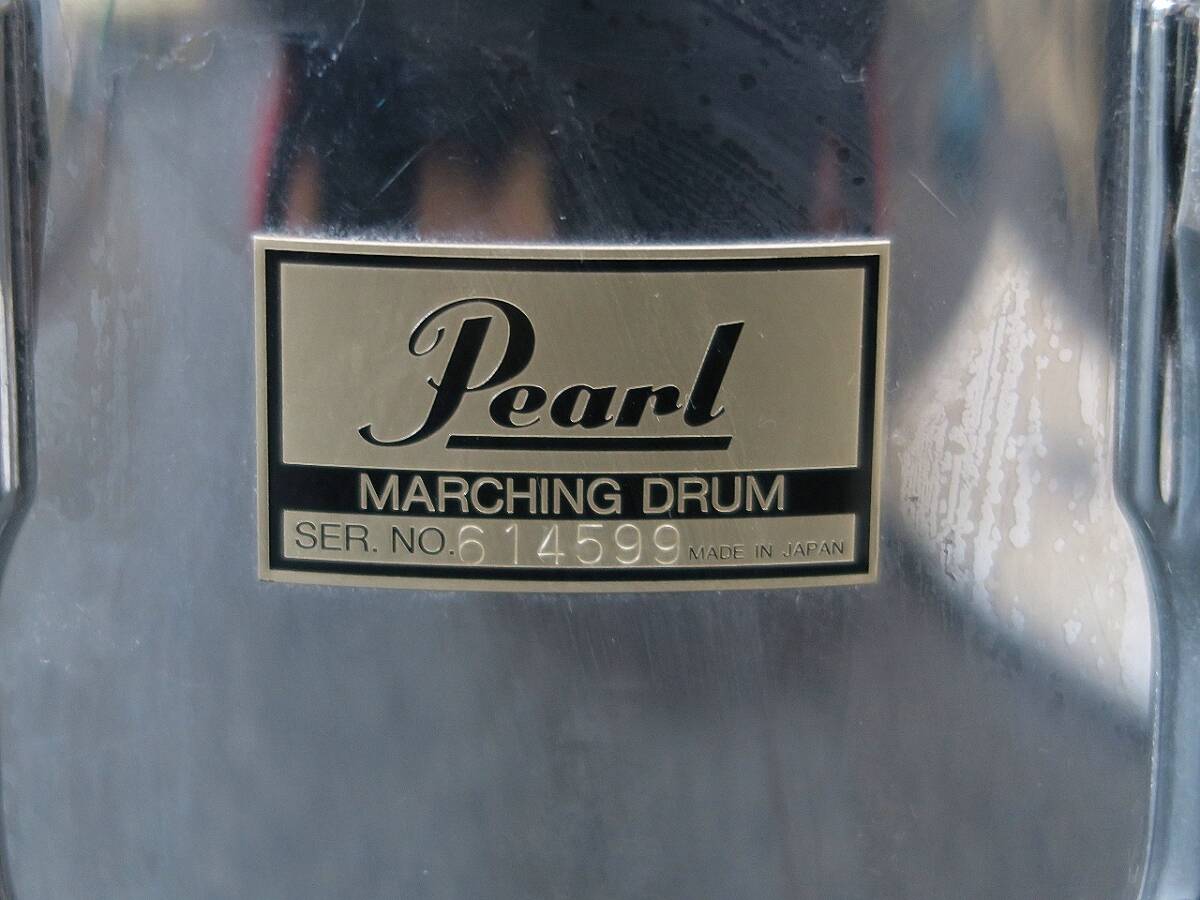 Pearl
MARCHING DRUM
SER. NO. 614599 MADE IN JAPAN